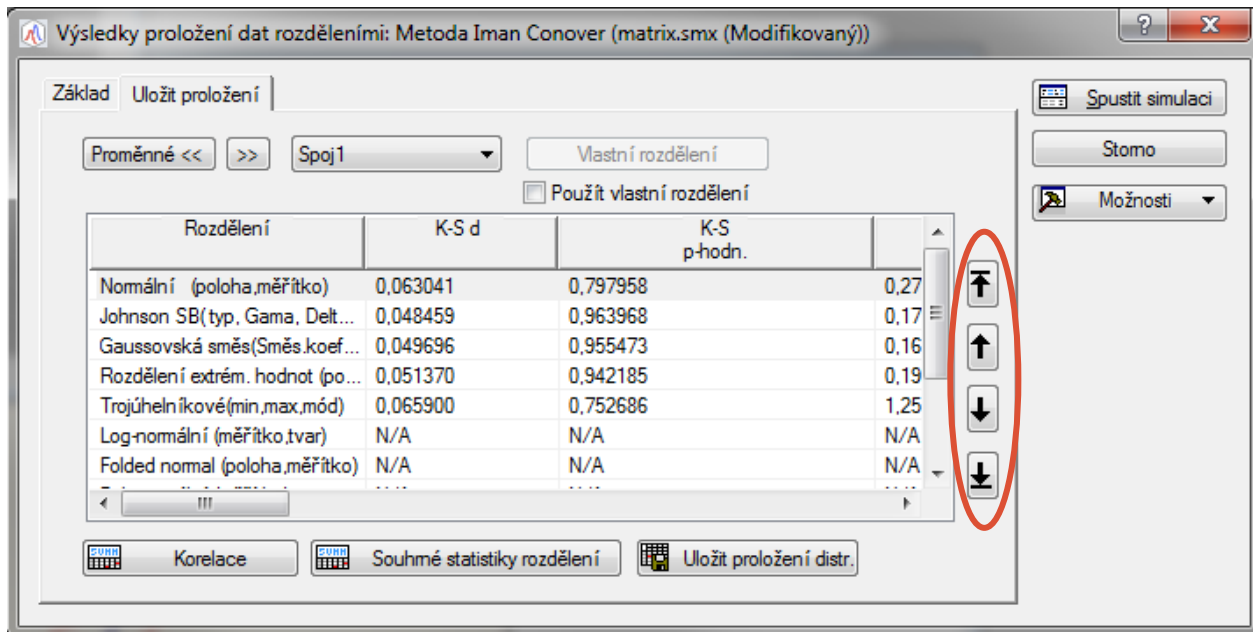 Výsledky proložení dat rozděleními: Metoda Iman Conover (matrix.smx (Modifikovaný))
Základ Uložit proložení
Spustit simulaci
Storno
Možnosti
Proměnné << >> Spoj1 Vlastní rozdělení
Použít vlastní rozdělení
Rozdělení K-S d K-S
p-hodn.
Normální (poloha,měřítko) 0,063041 0,797958 0,27
Johnson SB(typ, Gama, Delt... 0,048459 0,963968 0,17
Gaussovská směs(Směs.koef... 0,049696 0,955473 0,16
Rozdělení extrém. hodnot (po... 0,051370 0,942185 0,19
Trojúhelníkové(min,max,mód) 0,065900 0,752686 1,25
Log-normální (měřítko,tvar) N/A N/A N/A
Folded normal (poloha,měřítko) N/A N/A N/A
Korelace Souhrné statistiky rozdělení Uložit proložení distr.